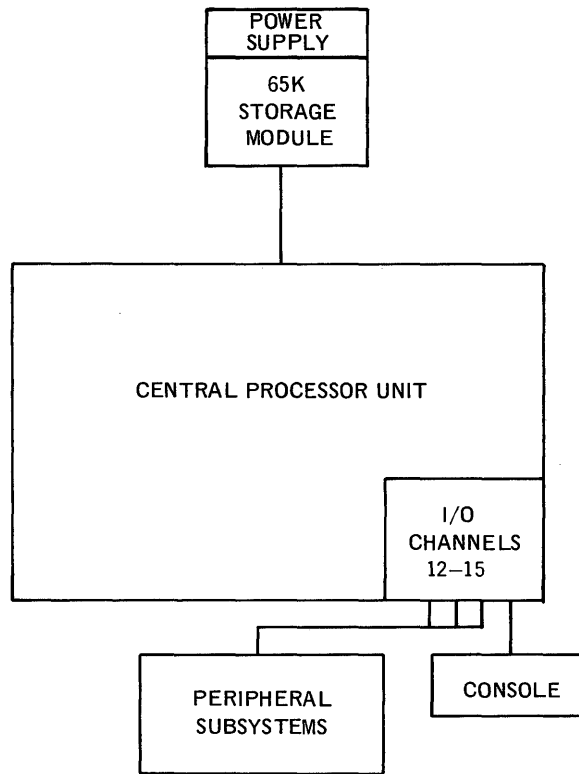 POWER
SUPPLY
65K
STORAGE
MODULE
CENTRAL PROCESSOR UNIT
I/O
CHANNELS
12–15
PERIPHERAL
SUBSYSTEMS
CONSOLE